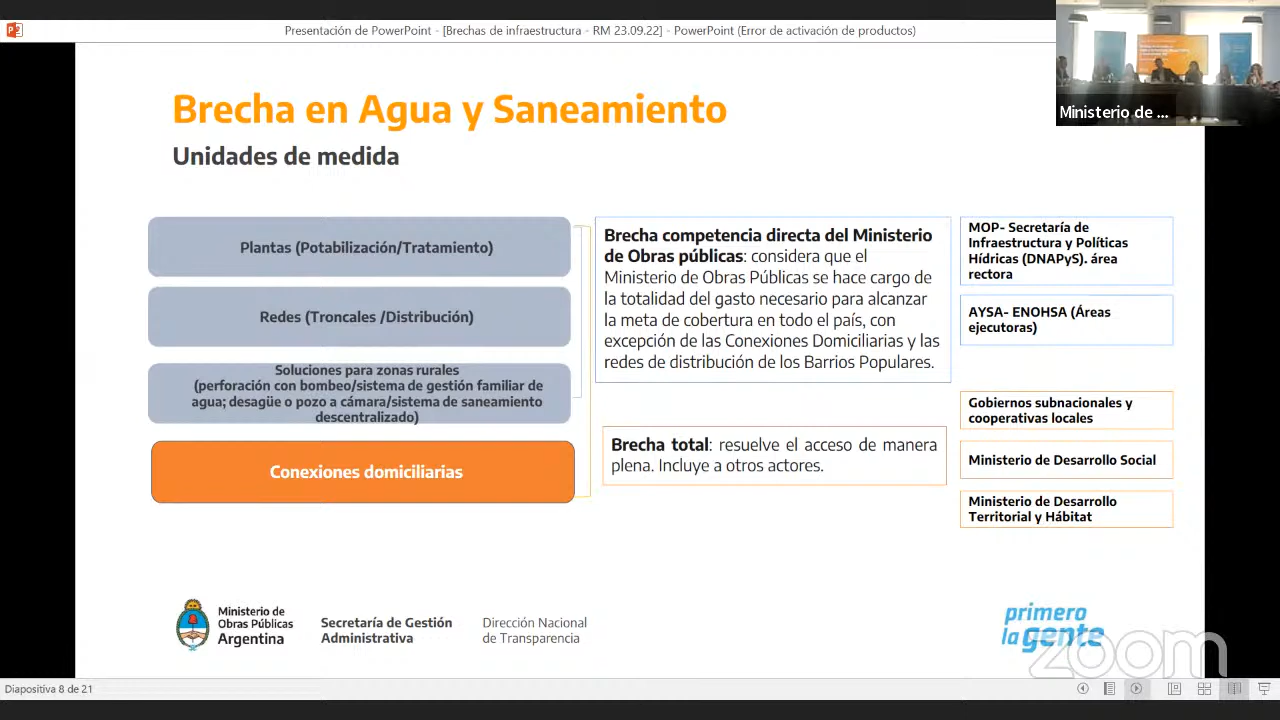 Presentación de PowerPoint - [Brechas de infraestructura - RM 23.09.22] - PowerPoint (Error de activación de productos)
Ministerio de ...
Brecha en Agua y Saneamiento
Unidades de medida
Plantas (Potabilización/Tratamiento)
Redes (Troncales /Distribución)
Soluciones para zonas rurales
(perforación con bombeo/sistema de gestión familiar de
agua; desagüe o pozo a cámara/sistema de saneamiento
descentralizado)
Conexiones domiciliarias
Brecha competencia directa del Ministerio
de Obras públicas: considera que el
Ministerio de Obras Públicas se hace cargo de
la totalidad del gasto necesario para alcanzar
la meta de cobertura en todo el país, con
excepción de las Conexiones Domiciliarias y las
redes de distribución de los Barrios Populares.
Brecha total: resuelve el acceso de manera
plena. Incluye a otros actores.
MOP- Secretaría de
Infraestructura y Políticas
Hídricas (DNAPyS). área
rectora
AYSA- ENOHSA (Áreas
ejecutoras)
Gobiernos subnacionales y
cooperativas locales
Ministerio de Desarrollo Social
Ministerio de Desarrollo
Territorial y Hábitat
Ministerio de
Obras Públicas
Argentina
Secretaría de Gestión
Administrativa
Dirección Nacional
de Transparencia
primero
la gente
zoom
Diapositiva 8 de 21